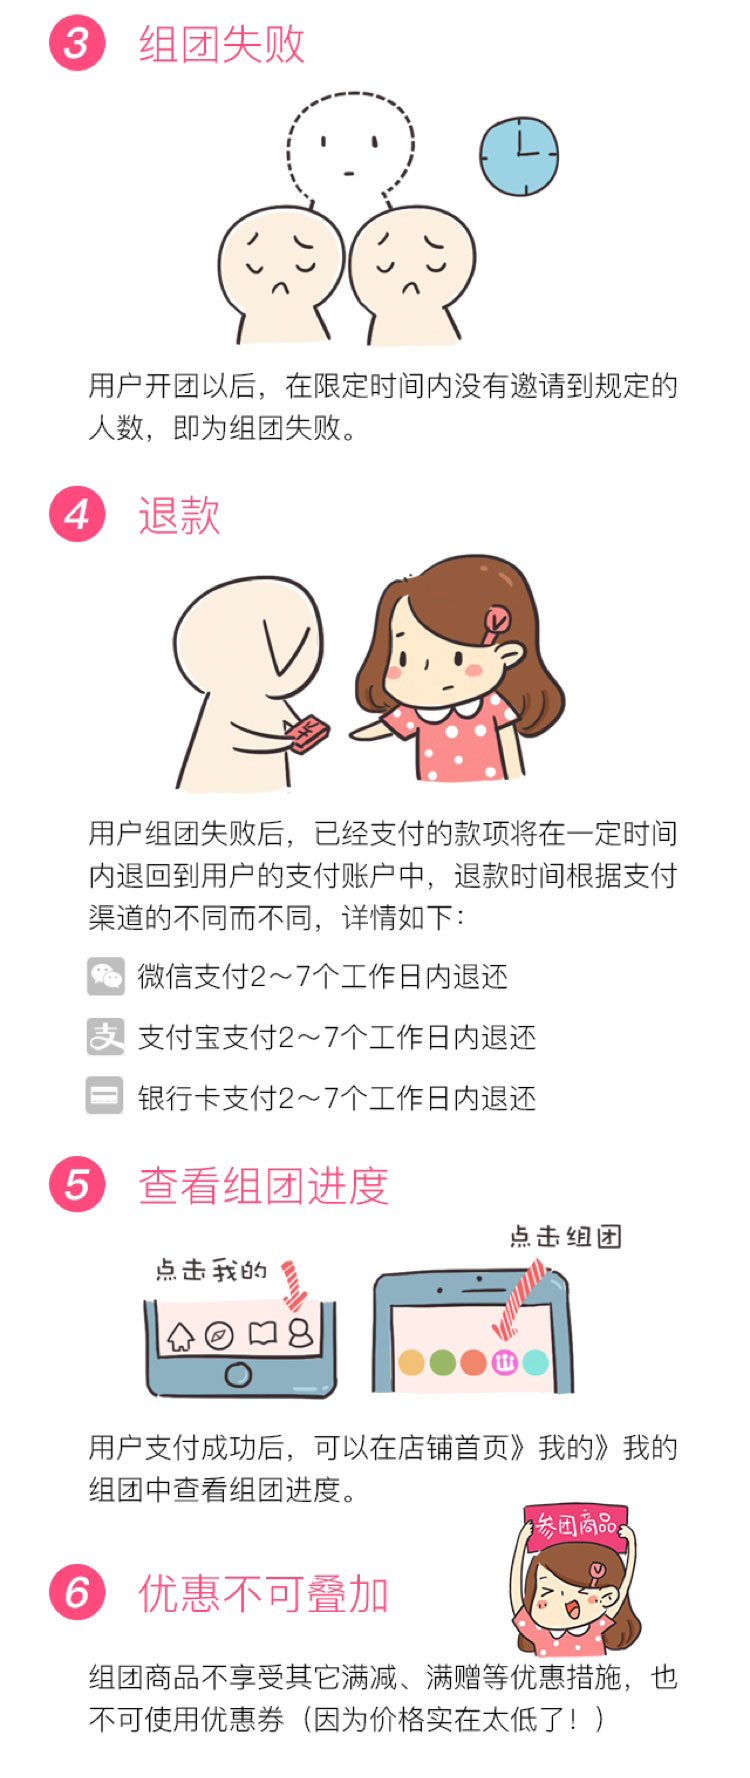 3 组团失败
用户开团以后，在限定时间内没有邀请到规定的
人数，即为组团失败。
4 退款
¥
用户组团失败后，已经支付的款项将在一定时间
内退回到用户的支付账户中，退款时间根据支付
渠道的不同而不同，详情如下：
微信支付2～7个工作日内退还
支 支付宝支付2～7个工作日内退还
银行卡支付2～7个工作日内退还
5 查看组团进度
点击我的
点击组团
用户支付成功后，可以在店铺首页》我的》我的
组团中查看组团进度。
参团商品
6 优惠不可叠加
组团商品不享受其它满减、满赠等优惠措施，也
不可使用优惠券（因为价格实在太低了！）